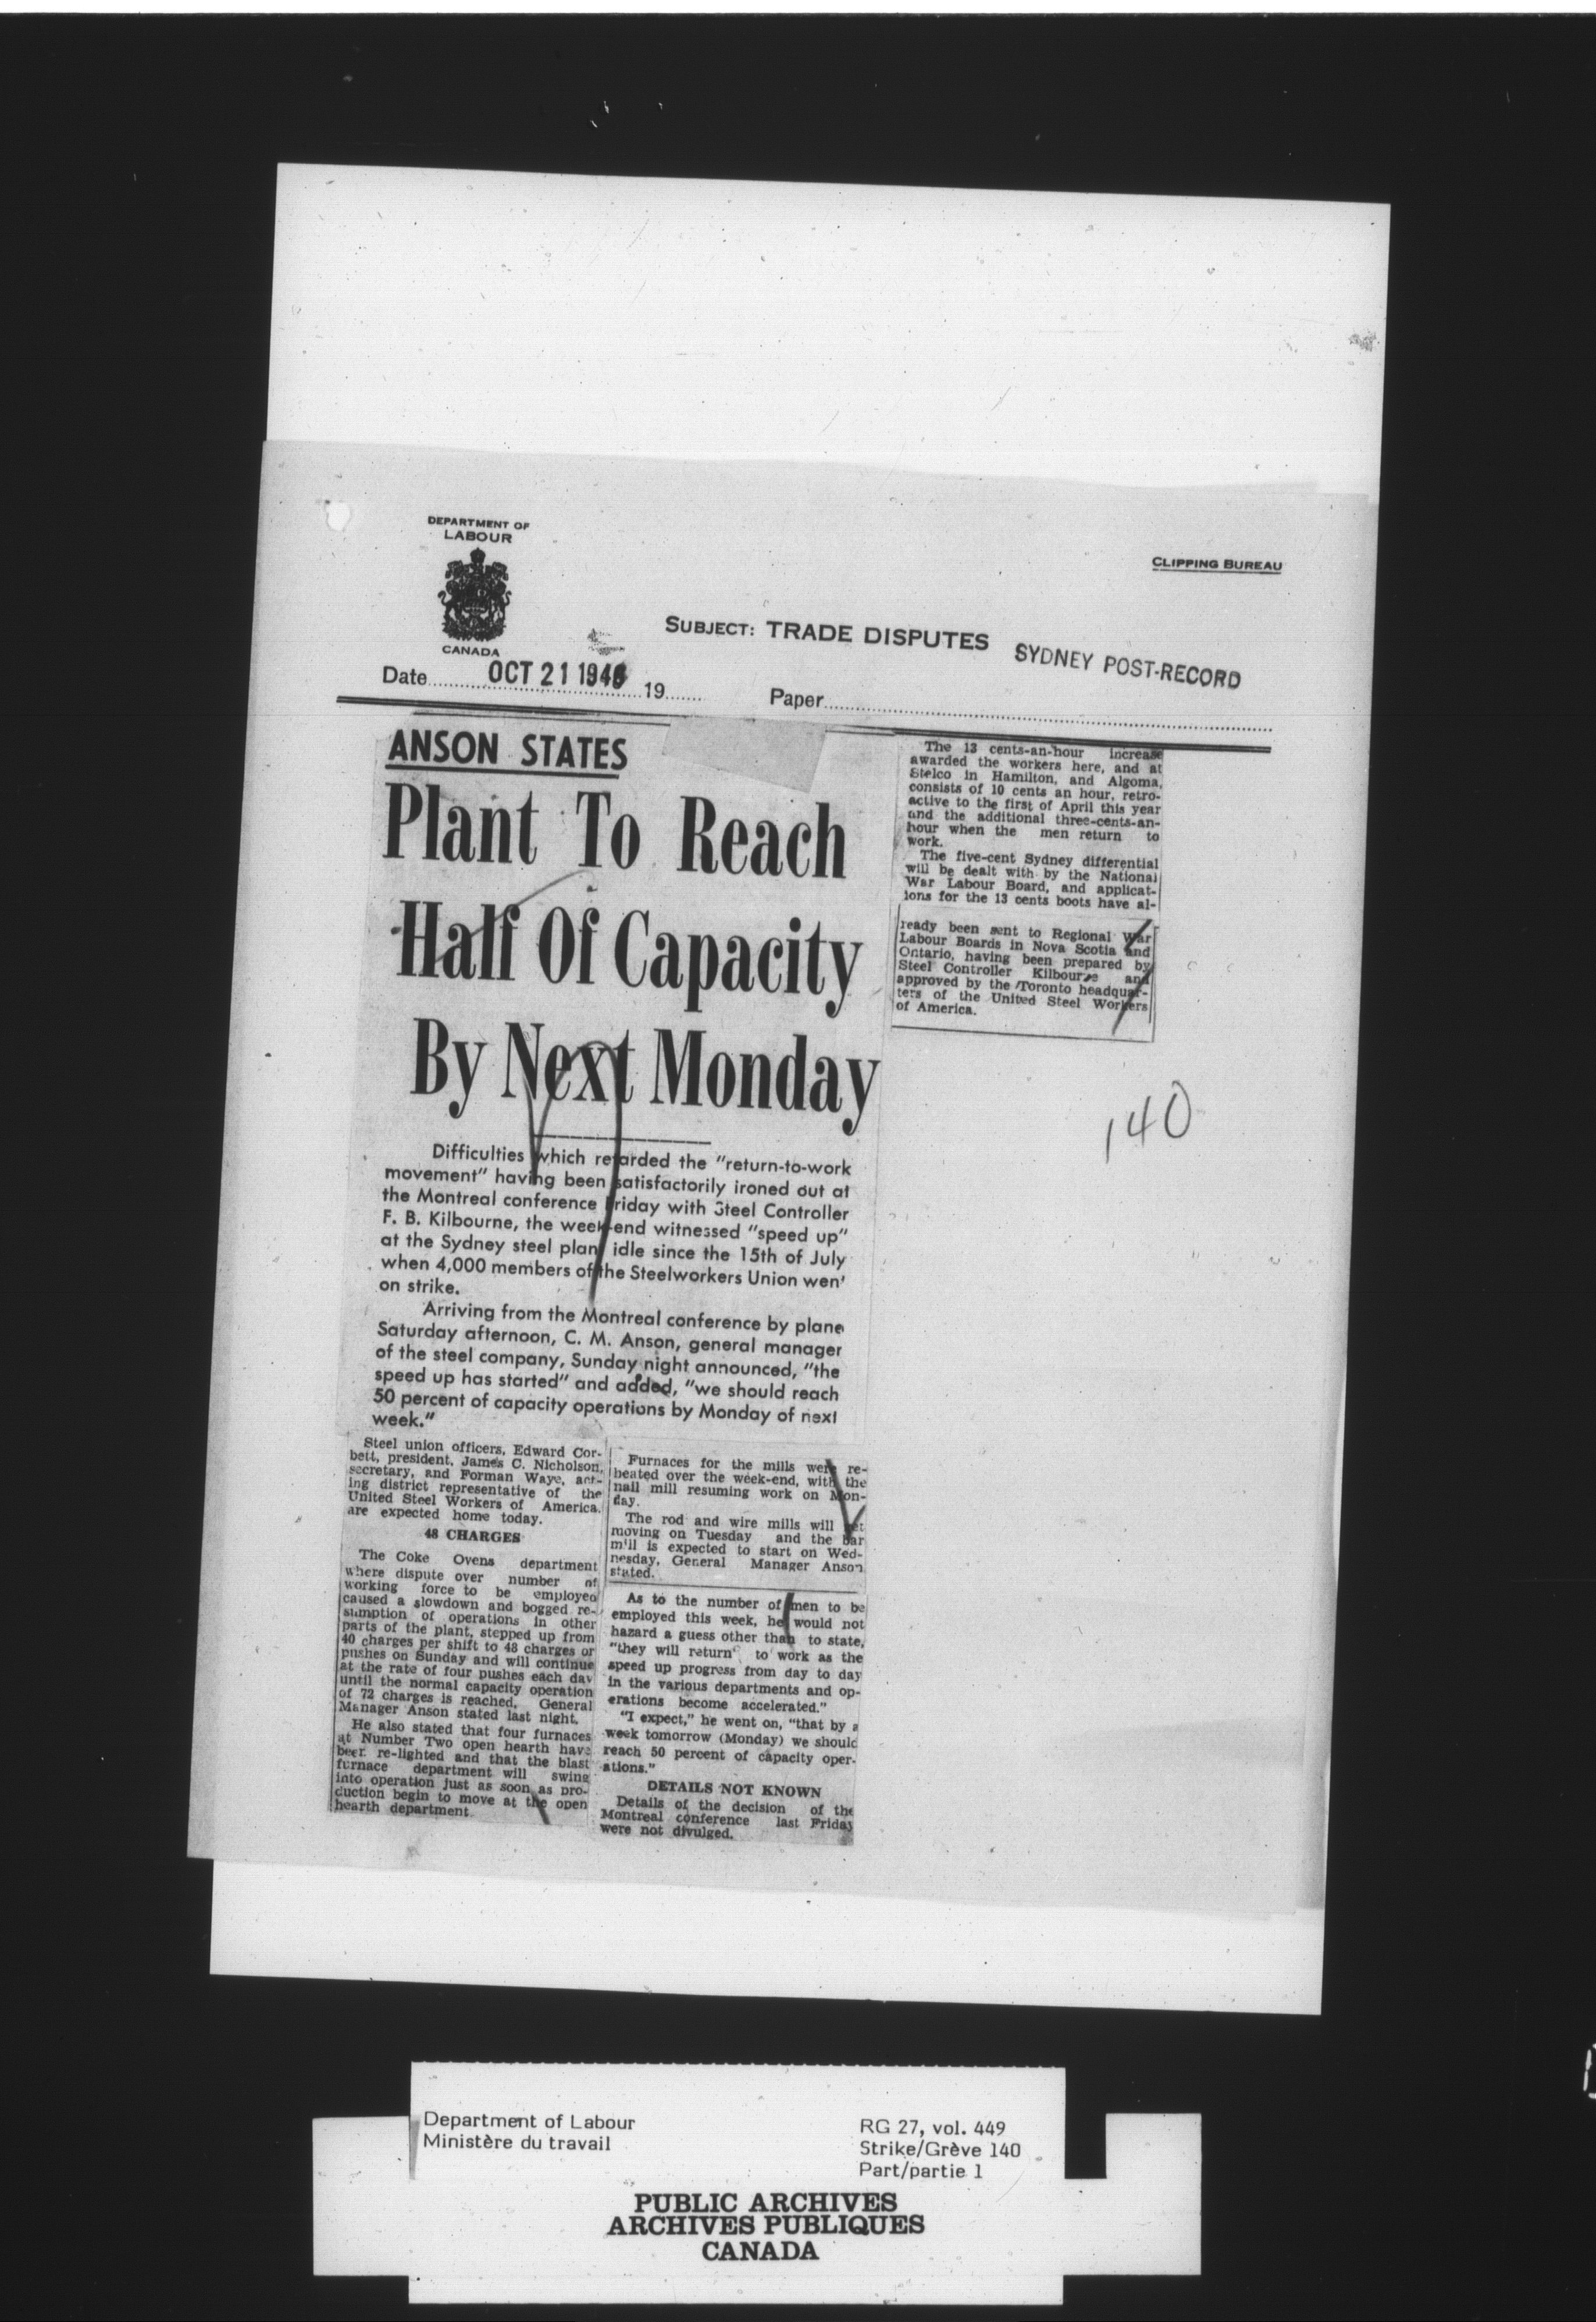 DEPARTMENT OF
LABOUR
CANADA
CLIPPING BUREAU
SUBJECT: TRADE DISPUTES
SYDNEY POST-RECORD
Date OCT 21 1946 19
Paper
ANSON STATES
Plant To Reach
Half Of Capacity
By Next Monday
Difficulties which retarded the "return-to-work
movement" having been satisfactorily ironed out at
the Montreal conference Friday with Steel Controller
F. B. Kilbourne, the week-end witnessed "speed up"
at the Sydney steel plant idle since the 15th of July
when 4,000 members of the Steelworkers Union wen'
on strike.
Arriving from the Montreal conference by plane
Saturday afternoon, C. M. Anson, general manager
of the steel company, Sunday night announced, "the
speed up has started" and added, "we should reach
50 percent of capacity operations by Monday of next
week."
Steel union officers, Edward Cor-
bett, president, James C. Nicholson,
secretary, and Forman Waye, act-
ing district representative of the
United Steel Workers of America,
are expected home today.
48 CHARGES
The Coke Ovens department
where dispute over number of
working force to be employed
caused a slowdown and bogged re-
sumption of operations in other
parts of the plant, stepped up from
40 charges per shift to 48 charges or
pushes on Sunday and will continue
at the rate of four pushes each day
until the normal capacity operation
of 72 charges is reached, General
Manager Anson stated last night.
He also stated that four furnaces
at Number Two open hearth have
been re-lighted and that the blast
furnace department will swing
into operation just as soon as pro-
duction begin to move at the open
hearth department.
Furnaces for the mills were re-
heated over the week-end, with the
nail mill resuming work on Mon-
day.
The rod and wire mills will get
moving on Tuesday and the bar
mill is expected to start on Wed-
nesday, General Manager Anson
stated.
As to the number of men to be
employed this week, he would not
hazard a guess other than to state,
"they will return to work as the
speed up progress from day to day
in the various departments and op-
erations become accelerated."
"I expect," he went on, "that by a
week tomorrow (Monday) we should
reach 50 percent of capacity oper-
ations."
DETAILS NOT KNOWN
Details of the decision of the
Montreal conference last Friday
were not divulged.
The 13 cents-an-hour increase
awarded the workers here, and at
Stelco in Hamilton, and Algoma,
consists of 10 cents an hour, retro-
active to the first of April this year
and the additional three-cents-an-
hour when the men return to
work.
The five-cent Sydney differential
will be dealt with by the National
War Labour Board, and applicat-
ions for the 13 cents boots have al-
ready been sent to Regional War
Labour Boards in Nova Scotia and
Ontario, having been prepared by
Steel Controller Kilbourne and
approved by the Toronto headquar-
ters of the United Steel Workers
of America.
140
Department of Labour
Ministère du travail
RG 27, vol. 449
Strike/Grève 140
Part/partie 1
PUBLIC ARCHIVES
ARCHIVES PUBLIQUES
CANADA